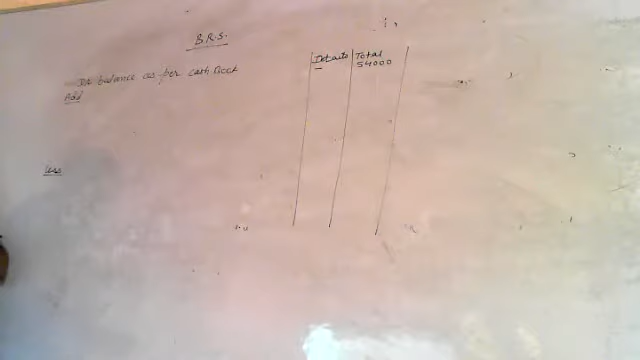 B.R.S.
Details Total
Dr balance as per cash Book 54000
Add
Less